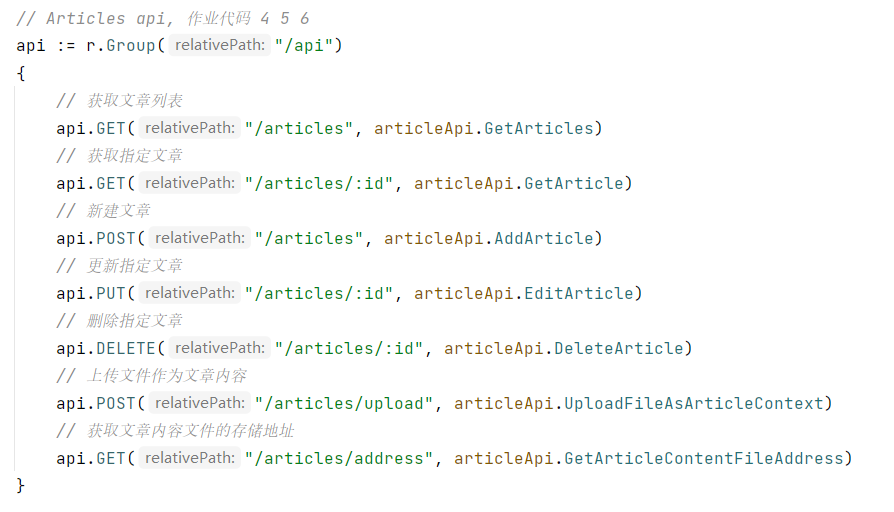 // Articles api, 作业代码 4 5 6
api := r.Group( relativePath: "/api")
{
// 获取文章列表
api.GET( relativePath: "/articles", articleApi.GetArticles)
// 获取指定文章
api.GET( relativePath: "/articles/:id", articleApi.GetArticle)
// 新建文章
api.POST( relativePath: "/articles", articleApi.AddArticle)
// 更新指定文章
api.PUT( relativePath: "/articles/:id", articleApi.EditArticle)
// 删除指定文章
api.DELETE( relativePath: "/articles/:id", articleApi.DeleteArticle)
// 上传文件作为文章内容
api.POST( relativePath: "/articles/upload", articleApi.UploadFileAsArticleContext)
// 获取文章内容文件的存储地址
api.GET( relativePath: "/articles/address", articleApi.GetArticleContentFileAddress)
}